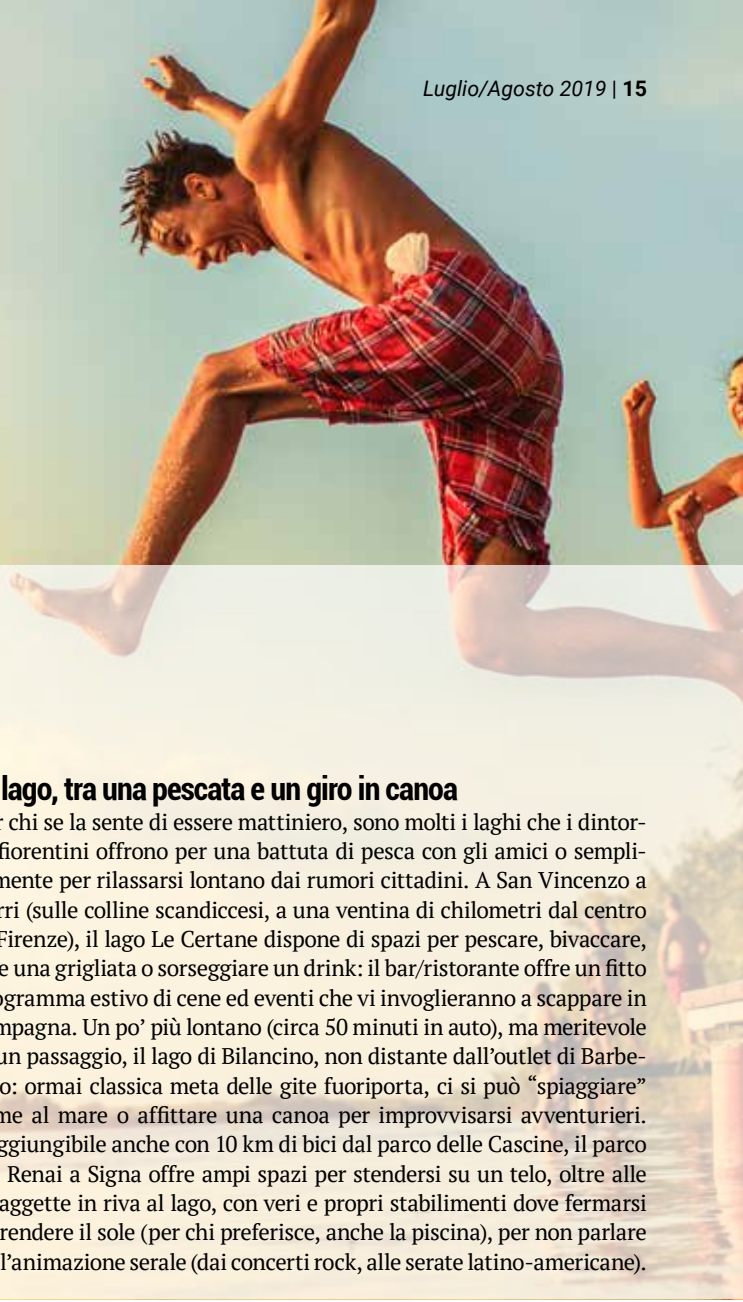 Luglio/Agosto 2019 | 15
lago, tra una pescata e un giro in canoa
r chi se la sente di essere mattiniero, sono molti i laghi che i dintor-
fiorentini offrono per una battuta di pesca con gli amici o sempli-
mente per rilassarsi lontano dai rumori cittadini. A San Vincenzo a
rri (sulle colline scandiccesi, a una ventina di chilometri dal centro
Firenze), il lago Le Certane dispone di spazi per pescare, bivaccare,
e una grigliata o sorseggiare un drink: il bar/ristorante offre un fitto
ogramma estivo di cene ed eventi che vi invoglieranno a scappare in
mpagna. Un po’ più lontano (circa 50 minuti in auto), ma meritevole
un passaggio, il lago di Bilancino, non distante dall’outlet di Barbe-
o: ormai classica meta delle gite fuoriporta, ci si può “spiaggiare”
me al mare o affittare una canoa per improvvisarsi avventurieri.
ggiungibile anche con 10 km di bici dal parco delle Cascine, il parco
Renai a Signa offre ampi spazi per stendersi su un telo, oltre alle
aggette in riva al lago, con veri e propri stabilimenti dove fermarsi
rendere il sole (per chi preferisce, anche la piscina), per non parlare
l’animazione serale (dai concerti rock, alle serate latino-americane).